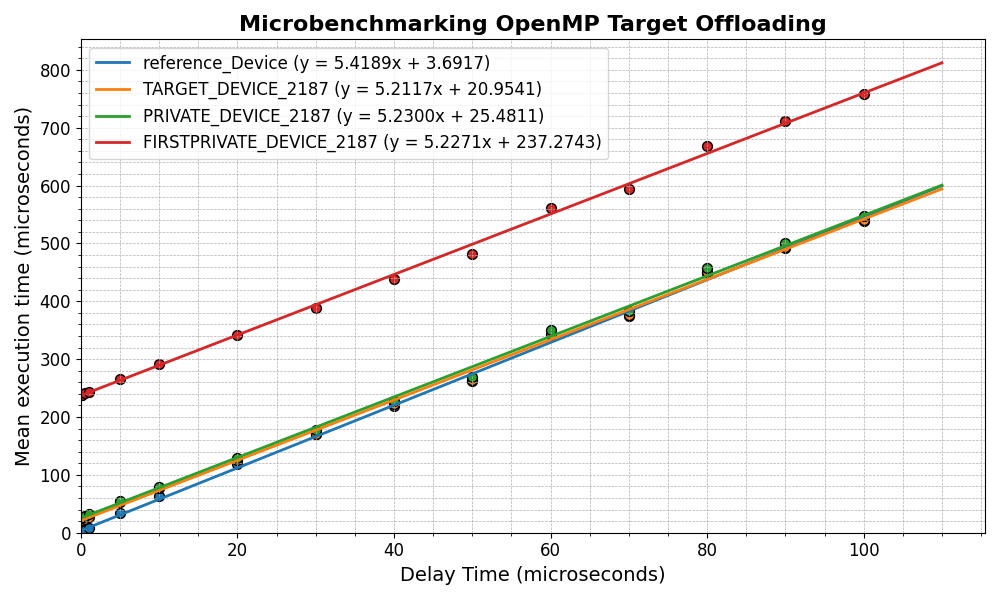 Microbenchmarking OpenMP Target Offloading
reference_Device (y = 5.4189x + 3.6917)
TARGET_DEVICE_2187 (y = 5.2117x + 20.9541)
PRIVATE_DEVICE_2187 (y = 5.2300x + 25.4811)
FIRSTPRIVATE_DEVICE_2187 (y = 5.2271x + 237.2743)
Mean execution time (microseconds)
800
700
600
500
400
300
200
100
0
0 20 40 60 80 100
Delay Time (microseconds)